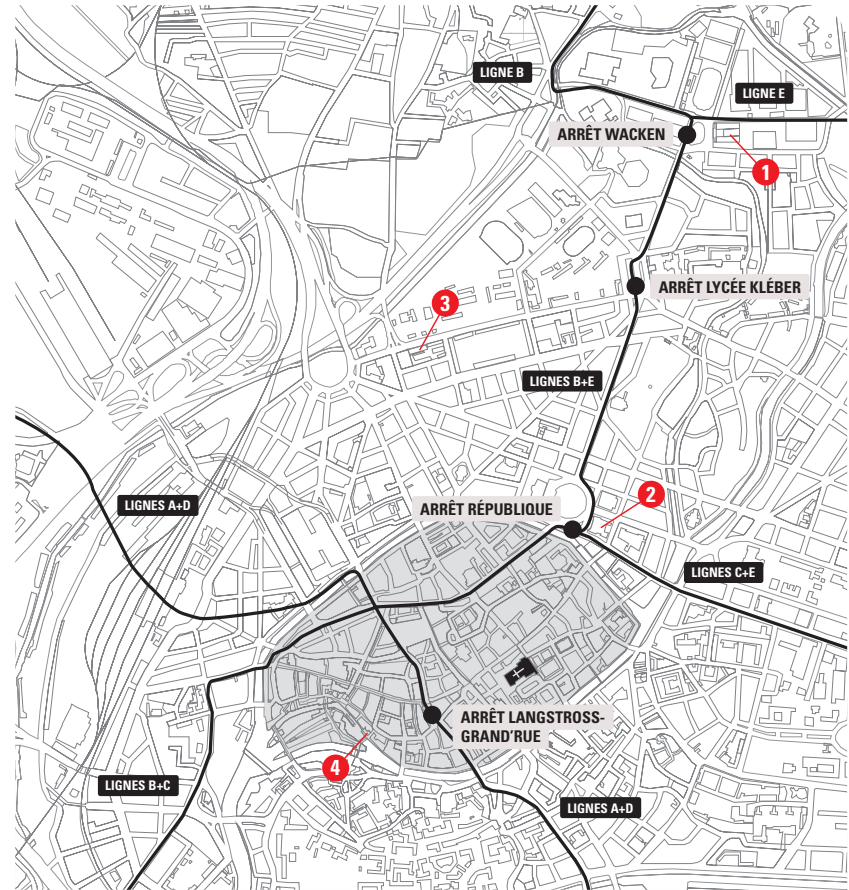 LIGNE B
LIGNE E
ARRÊT WACKEN
1
ARRÊT LYCÉE KLÉBER
3
LIGNES B+E
2
LIGNES A+D
ARRÊT RÉPUBLIQUE
LIGNES C+E
ARRÊT LANGSTROSS-
GRAND'RUE
4
LIGNES B+C
LIGNES A+D